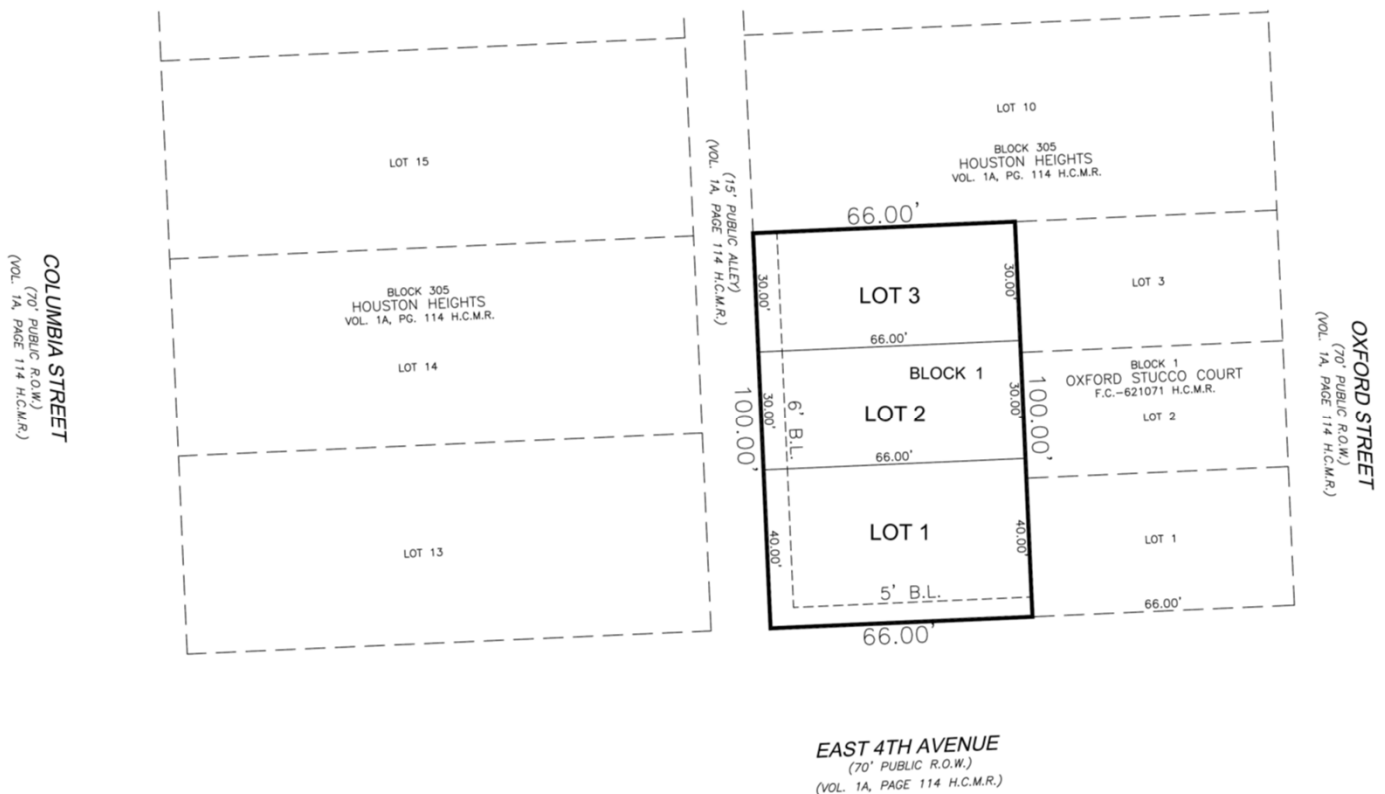 LOT 10
BLOCK 305
HOUSTON HEIGHTS
VOL. 1A, PG. 114 H.C.M.R.
LOT 15
(15' PUBLIC ALLEY)
(VOL. 1A, PAGE 114 H.C.M.R.)
66.00'
30.00'
LOT 3
30.00'
66.00'
LOT 3
COLUMBIA STREET
(70' PUBLIC R.O.W.)
(VOL. 1A, PAGE 114 H.C.M.R.)
BLOCK 305
HOUSTON HEIGHTS
VOL. 1A, PG. 114 H.C.M.R.
LOT 14
BLOCK 1
LOT 2
30.00'
30.00'
100.00'
100.00'
6' B.L.
66.00'
BLOCK 1
OXFORD STUCCO COURT
F.C.-621071 H.C.M.R.
LOT 2
OXFORD STREET
(70' PUBLIC R.O.W.)
(VOL. 1A, PAGE 114 H.C.M.R.)
LOT 13
40.00'
LOT 1
40.00'
LOT 1
5' B.L.
66.00'
66.00'
EAST 4TH AVENUE
(70' PUBLIC R.O.W.)
(VOL. 1A, PAGE 114 H.C.M.R.)